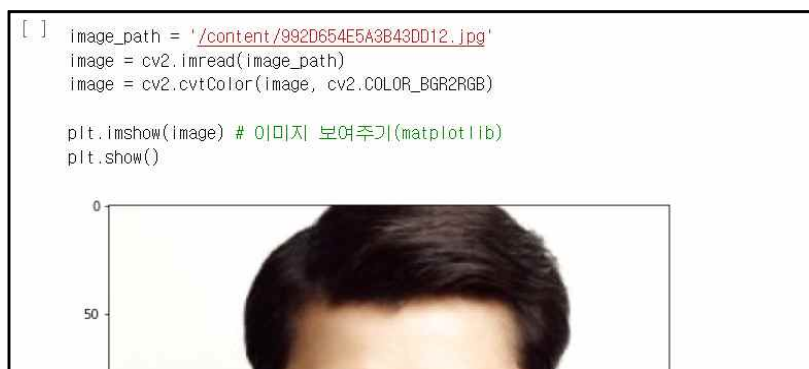 [ ] image_path = '/content/992D654E5A3B43DD12.jpg'
image = cv2.imread(image_path)
image = cv2.cvtColor(image, cv2.COLOR_BGR2RGB)
plt.imshow(image) # 이미지 보여주기(matplotlib)
plt.show()
0
50